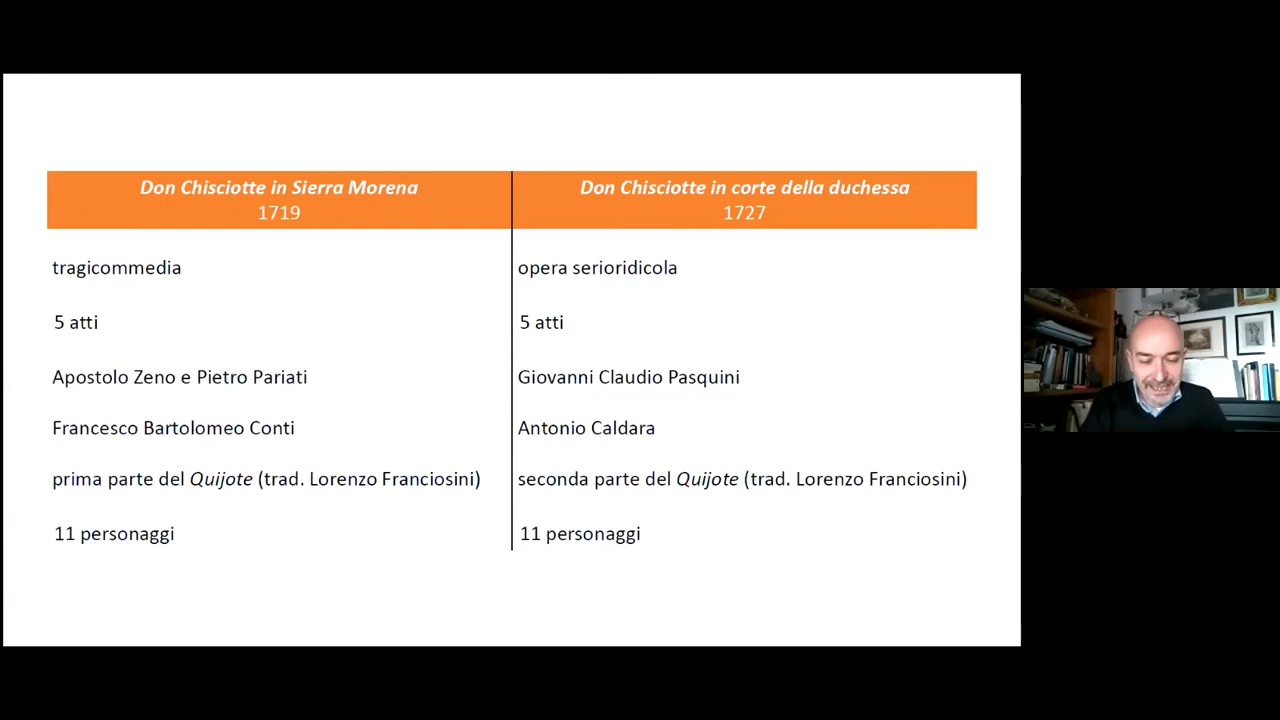 Don Chisciotte in Sierra Morena
1719
Don Chisciotte in corte della duchessa
1727
tragicommedia
opera serioridicola
5 atti
5 atti
Apostolo Zeno e Pietro Pariati
Giovanni Claudio Pasquini
Francesco Bartolomeo Conti
Antonio Caldara
prima parte del Quijote (trad. Lorenzo Franciosini)
seconda parte del Quijote (trad. Lorenzo Franciosini)
11 personaggi
11 personaggi